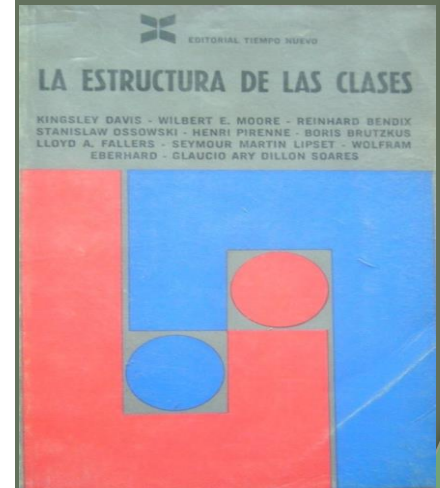 EDITORIAL TIEMPO NUEVO
LA ESTRUCTURA DE LAS CLASES
KINGSLEY DAVIS - WILBERT E. MOORE - REINHARD BENDIX
STANISLAW OSSOWSKI - HENRI PIRENNE - BORIS BRUTZKUS
LLOYD A. FALLERS - SEYMOUR MARTIN LIPSET - WOLFRAM
EBERHARD - GLAUCIO ARY DILLON SOARES